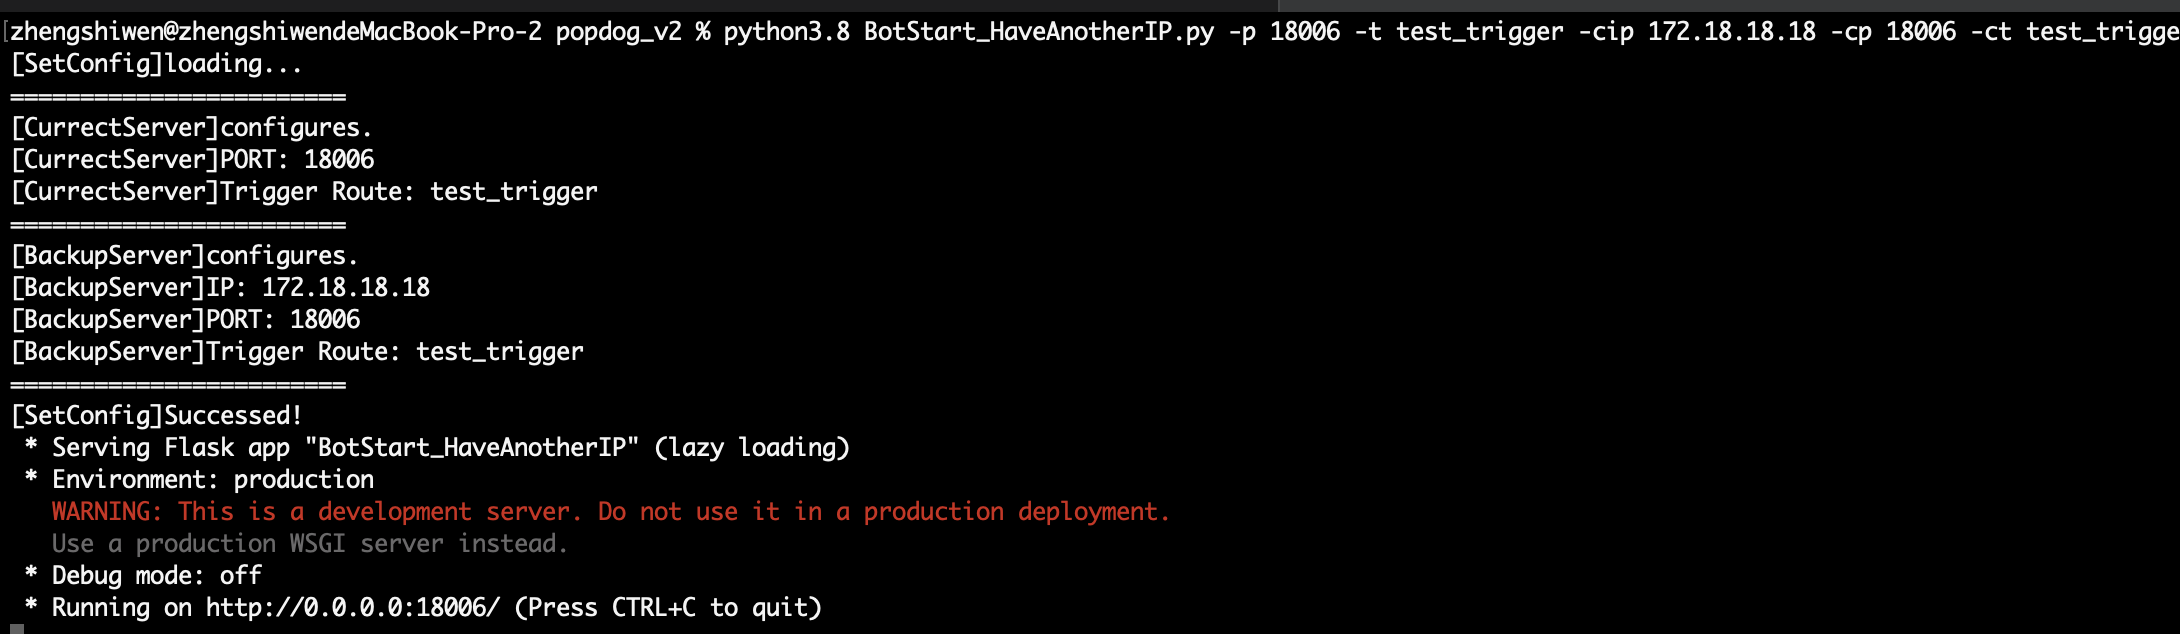 [zhengshiwen@zhengshiwendeMacBook-Pro-2 popdog_v2 % python3.8 BotStart_HaveAnotherIP.py -p 18006 -t test_trigger -cip 172.18.18.18 -cp 18006 -ct test_trigge
[SetConfig]loading...
========================
[CurrectServer]configures.
[CurrectServer]PORT: 18006
[CurrectServer]Trigger Route: test_trigger
========================
[BackupServer]configures.
[BackupServer]IP: 172.18.18.18
[BackupServer]PORT: 18006
[BackupServer]Trigger Route: test_trigger
========================
[SetConfig]Successed!
 * Serving Flask app "BotStart_HaveAnotherIP" (lazy loading)
 * Environment: production
   WARNING: This is a development server. Do not use it in a production deployment.
   Use a production WSGI server instead.
 * Debug mode: off
 * Running on http://0.0.0.0:18006/ (Press CTRL+C to quit)